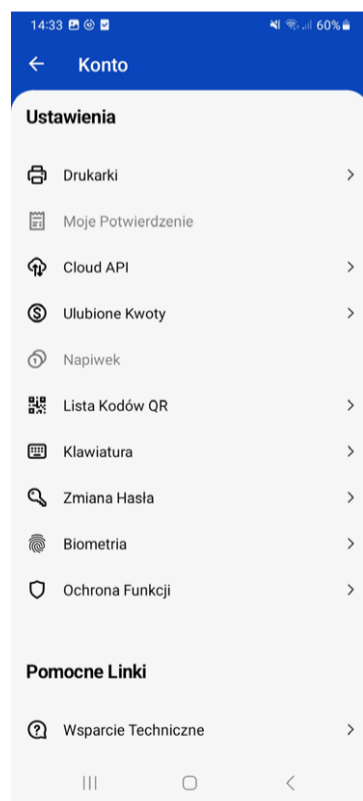 14:33 60%
Konto
Ustawienia
Drukarki
Moje Potwierdzenie
Cloud API
Ulubione Kwoty
Napiwek
Lista Kodów QR
Klawiatura
Zmiana Hasła
Biometria
Ochrona Funkcji
Pomocne Linki
Wsparcie Techniczne